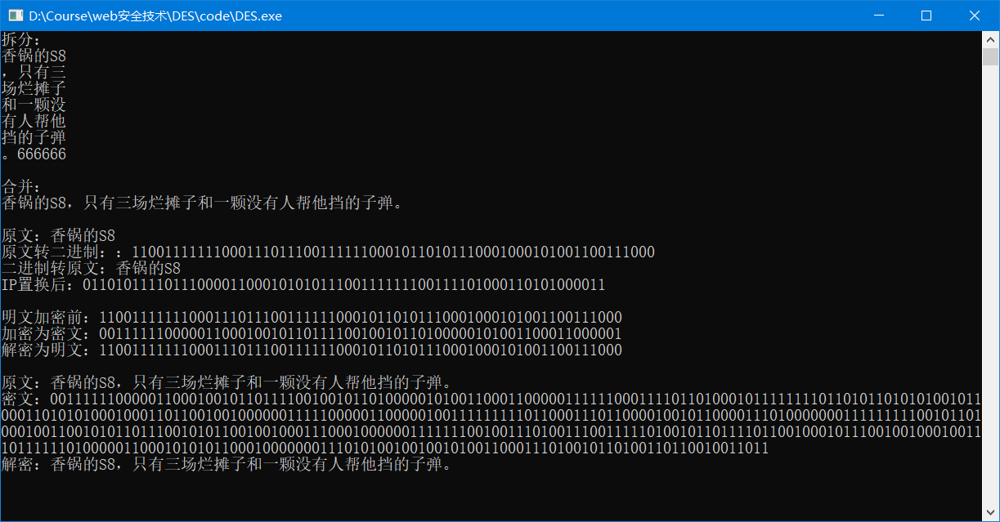 D:\Course\web安全技术\DES\code\DES.exe
拆分:
香锅的S8
，只有三
场烂摊子
和一颗没
有人帮他
挡的子弹
。666666
合并:
香锅的S8，只有三场烂摊子和一颗没有人帮他挡的子弹。
原文: 香锅的S8
原文转二进制: : 1100111111100011101110011111100010110101110001000101001100111000
二进制转原文: 香锅的S8
IP置换后: 0110101111011100001100010101011100111111100111101000110101000011
明文加密前: 1100111111100011101110011111100010110101110001000101001100111000
加密为密文: 0011111100000110001001011011110010010110100000101001100011000001
解密为明文: 1100111111100011101110011111100010110101110001000101001100111000
原文: 香锅的S8，只有三场烂摊子和一颗没有人帮他挡的子弹。
密文:
解密: 香锅的S8，只有三场烂摊子和一颗没有人帮他挡的子弹。